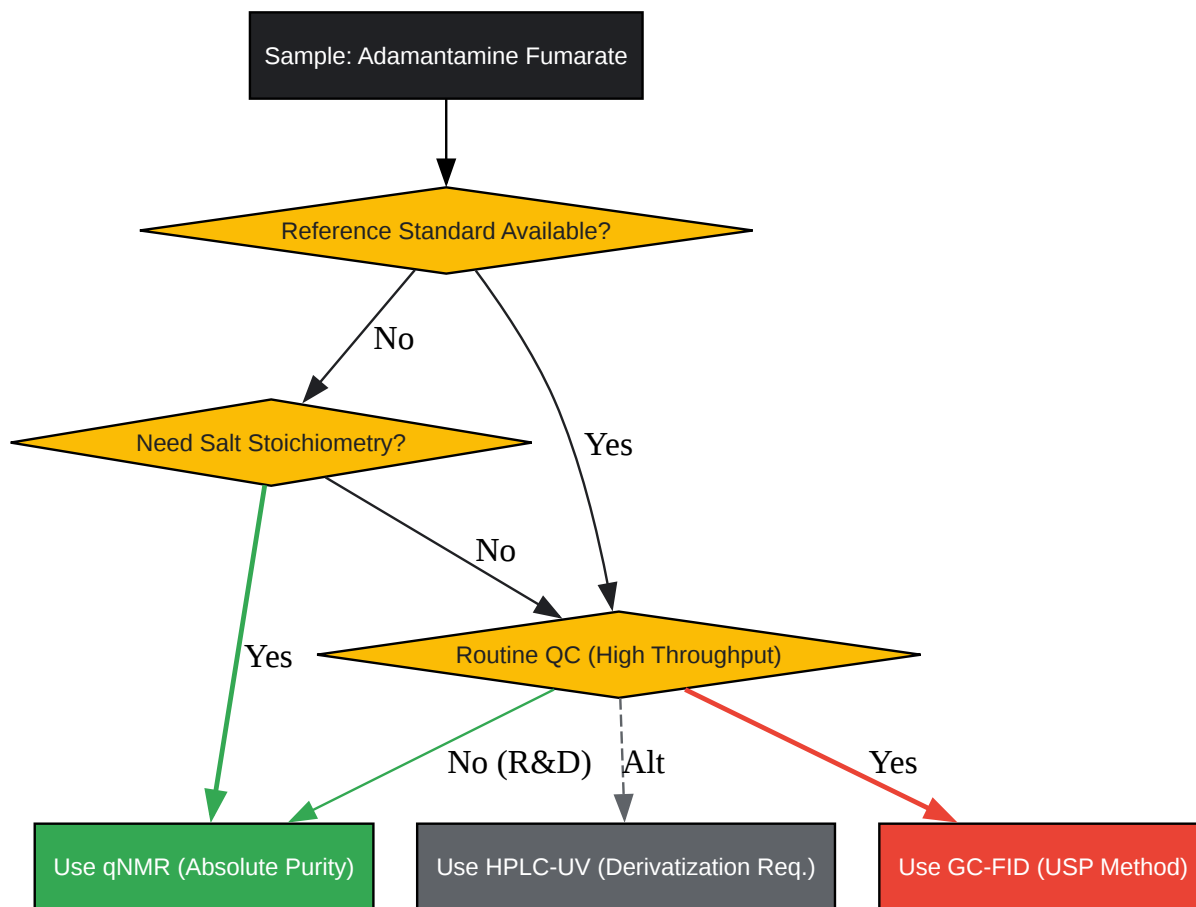 Sample: Adamantamine Fumarate
Reference Standard Available?
No
Yes
Need Salt Stoichiometry?
No
Yes
Routine QC (High Throughput)
No (R&D)
Alt
Yes
Use qNMR (Absolute Purity)
Use HPLC-UV (Derivatization Req.)
Use GC-FID (USP Method)